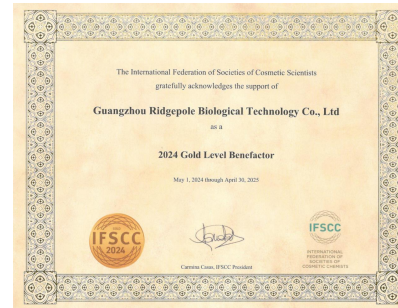 The International Federation of Societies of Cosmetic Scientists
gratefully acknowledges the support of
Guangzhou Ridgepole Biological Technology Co., Ltd
as a
2024 Gold Level Benefactor
May 1, 2024 through April 30, 2025
IFSCC
2024
IFSCC President
IFSCC
INTERNATIONAL
FEDERATION OF
SOCIETIES OF
COSMETIC CHEMISTS